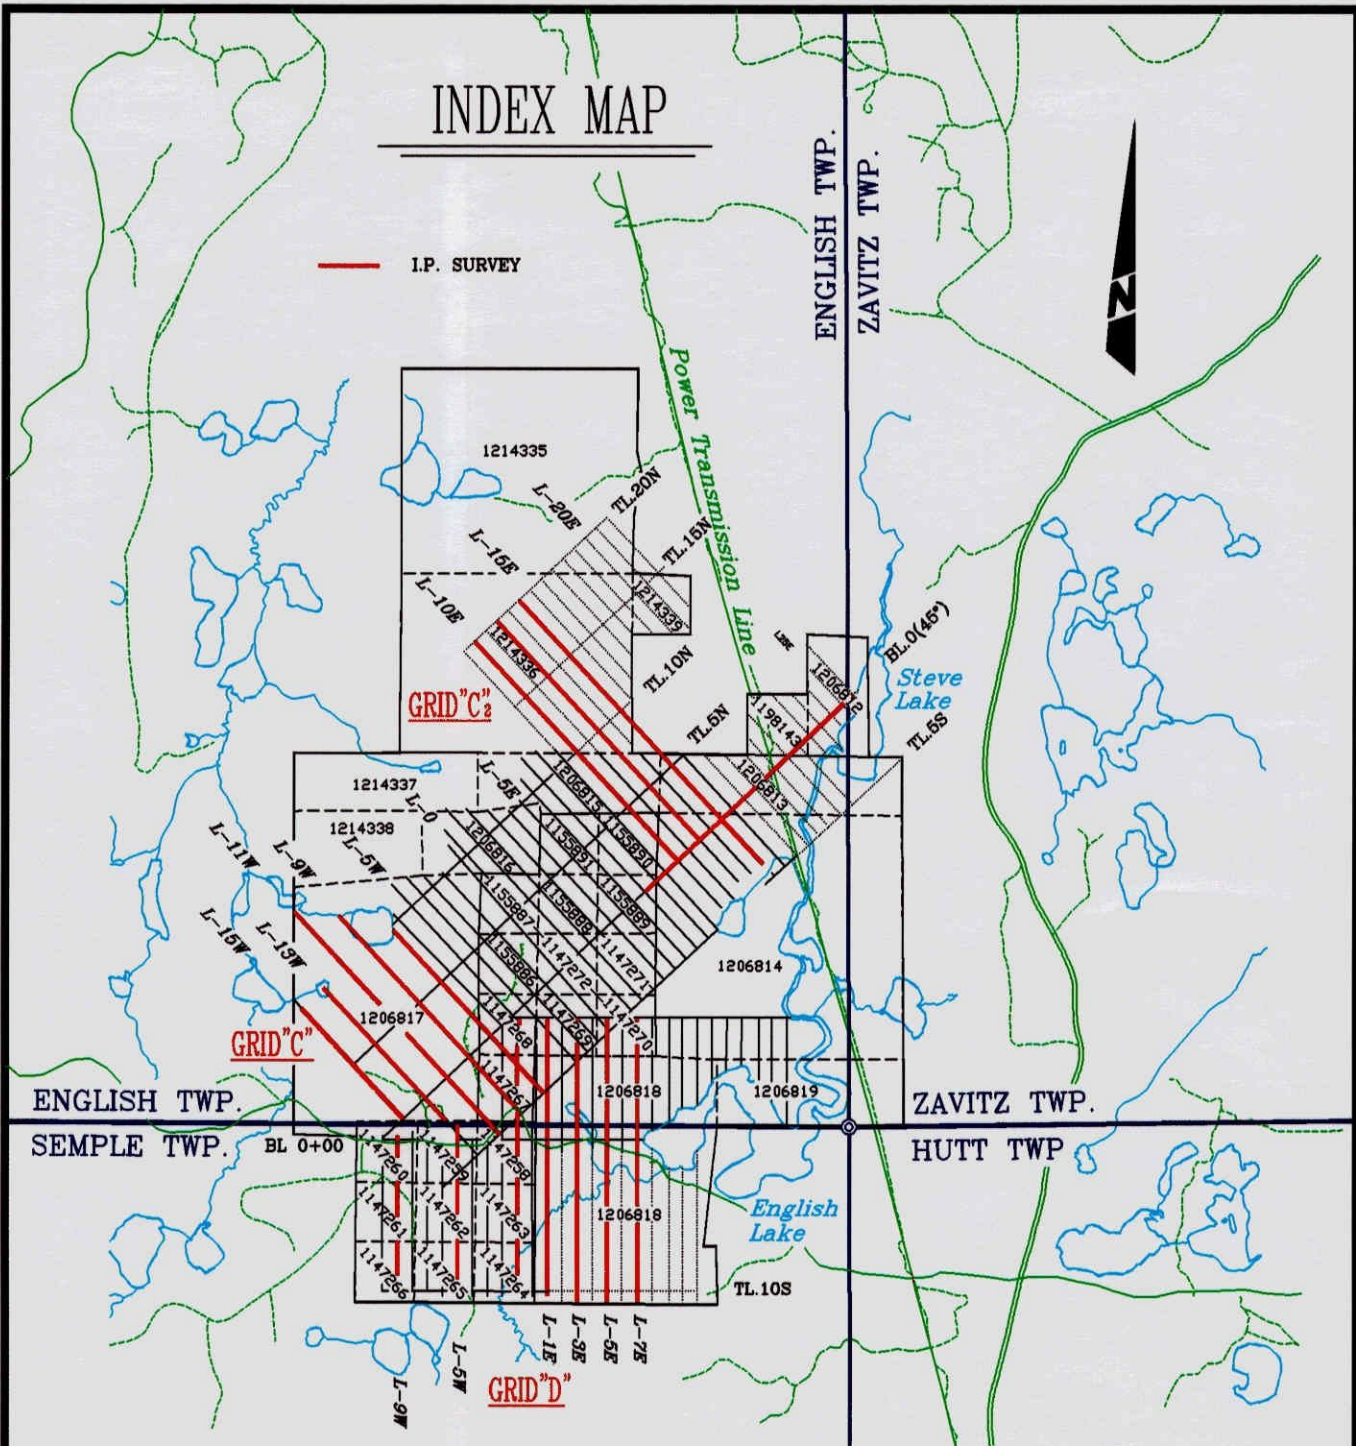 INDEX MAP
I.P. SURVEY
ENGLISH TWP.
ZAVITZ TWP.
N
Power Transmission Line
1214335
L-20E
TL.20N
L-15E
TL.15N
L-10E
1214339
1214336
TL.10N
BL.0(45°)
1206812
Steve
Lake
GRID"C2
TL.5N
1198143
TL.5S
1206813
1214337
L-5E
1206815
L-0
1214338
L-5W
L-9W
L-11W
1206816
1155891
1155890
1155887
1155888
1155889
L-15W
L-13W
1155886
1147272
1147271
1206814
1206817
1147268
1147269
1147270
GRID"C"
1147267
1206818
1206819
ENGLISH TWP.
ZAVITZ TWP.
SEMPLE TWP.
BL 0+00
HUTT TWP
1147260
1147259
1147258
1147261
1147262
1147263
1206818
English
Lake
1147266
1147265
1147264
TL.10S
L-1E
L-3E
L-5E
L-7E
L-5W
L-9W
GRID"D"